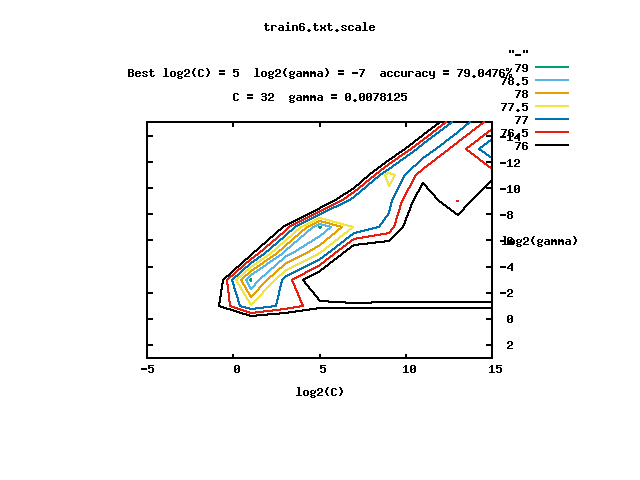 train6.txt.scale
"-"
79
Best log2(C) = 5  log2(gamma) = -7  accuracy = 79.0476%
78.5
78
C = 32  gamma = 0.0078125
77.5
77
76.5
-14
76
-12
-10
-8
-6
log2(gamma)
-4
-2
0
2
-5 0 5 10 15
log2(C)